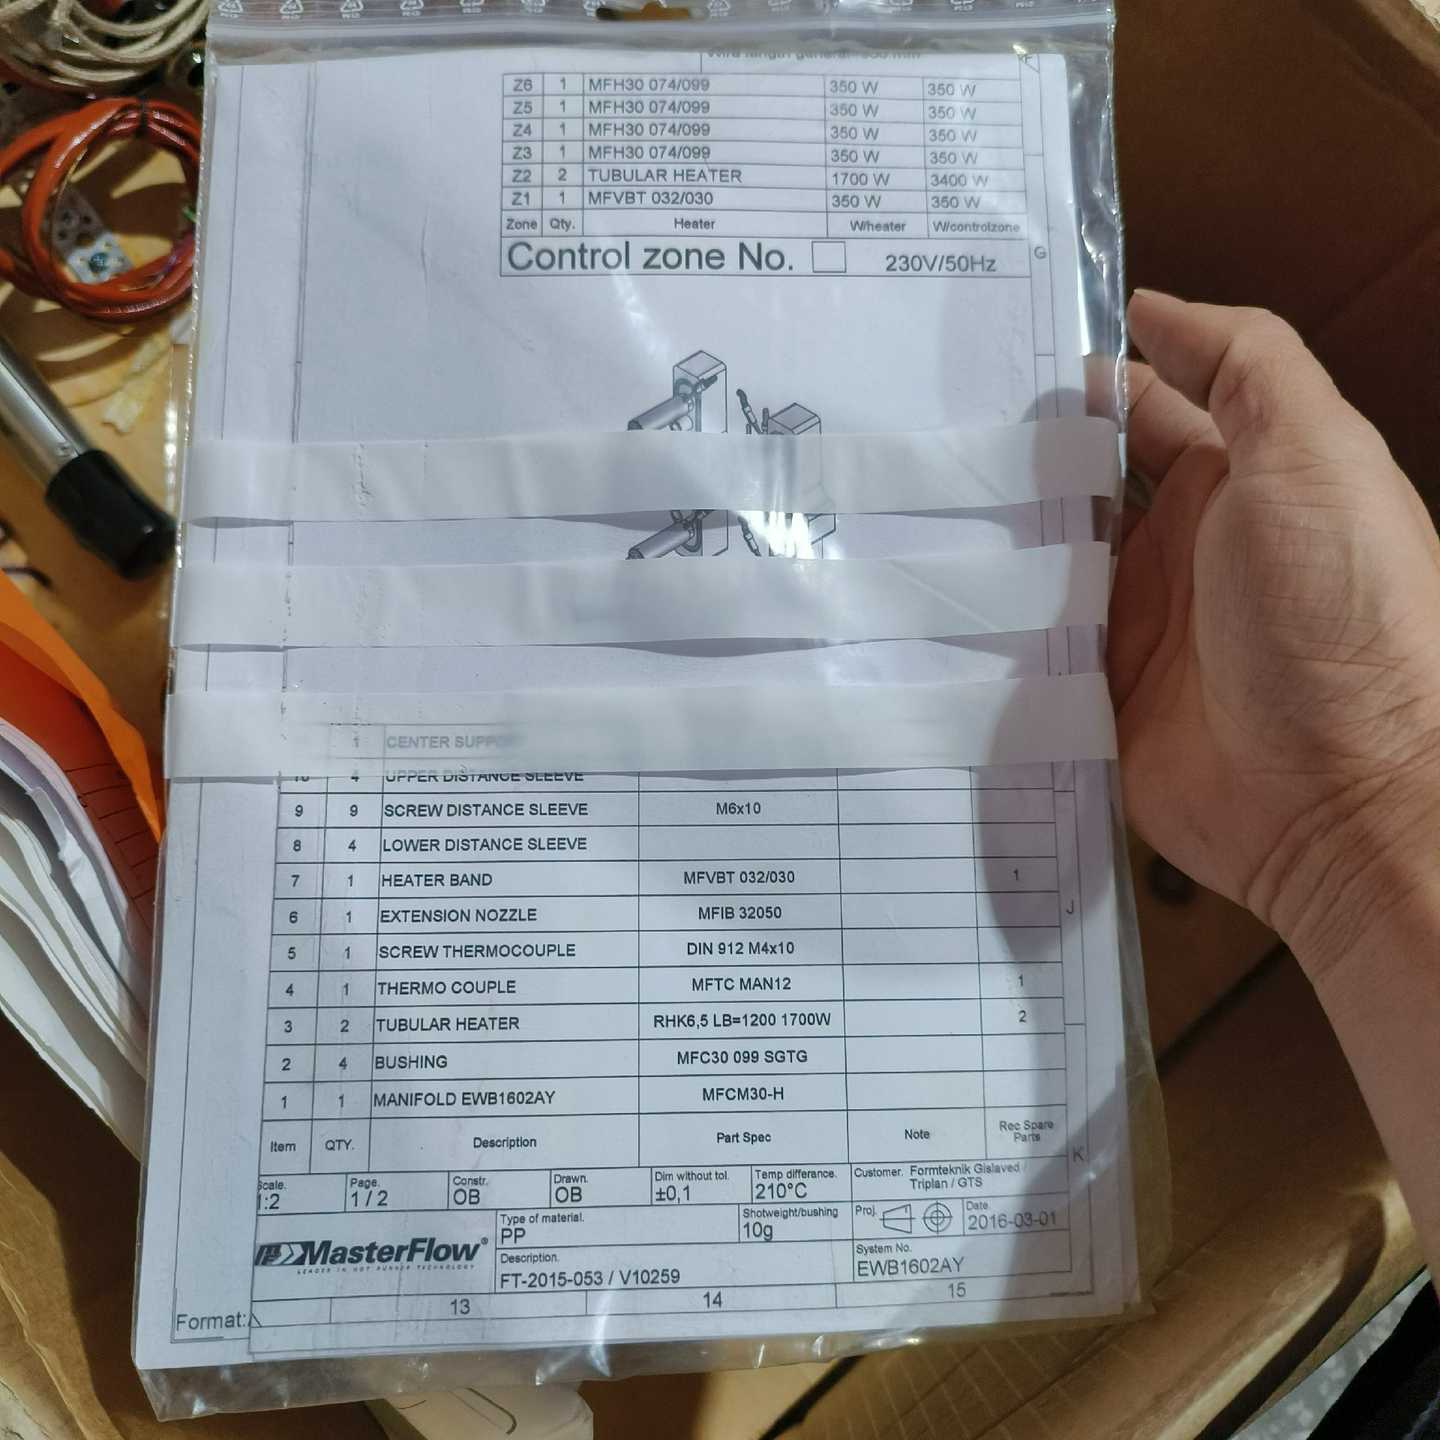 Z6 1 MFH30 074/099 350 W 350 W
Z5 1 MFH30 074/099 350 W 350 W
Z4 1 MFH30 074/099 350 W 350 W
Z3 1 MFH30 074/099 350 W 350 W
Z2 2 TUBULAR HEATER 1700 W 3400 W
Z1 1 MFVBT 032/030 350 W 350 W
Zone Qty. Heater W/heater W/controlzone
Control zone No. 230V/50Hz
G
1 CENTER
10 4 UPPER DISTANCE SLEEVE
9 9 SCREW DISTANCE SLEEVE M6x10
8 4 LOWER DISTANCE SLEEVE
7 1 HEATER BAND MFVBT 032/030 1
6 1 EXTENSION NOZZLE MFIB 32050
J
5 1 SCREW THERMOCOUPLE DIN 912 M4x10
4 1 THERMO COUPLE MFTC MAN12 1
3 2 TUBULAR HEATER RHK6,5 LB=1200 1700W 2
2 4 BUSHING MFC30 099 SGTG
1 1 MANIFOLD EWB1602AY MFCM30-H
Item QTY. Description Part Spec Note Rec Spare Parts
K
Scale. 1:2
Page. 1 / 2
Constr. OB
Drawn. OB
Dim without tol. ±0,1
Temp differance. 210°C
Customer. Formteknik Gislaved /
Triplan / GTS
Type of material.
PP
Shotweight/bushing
10g
Proj.
Date.
2016-03-01
MasterFlow®
LEADER IN HOT RUNNER TECHNOLOGY
Description.
FT-2015-053 / V10259
System No.
EWB1602AY
13 14 15
Format:A